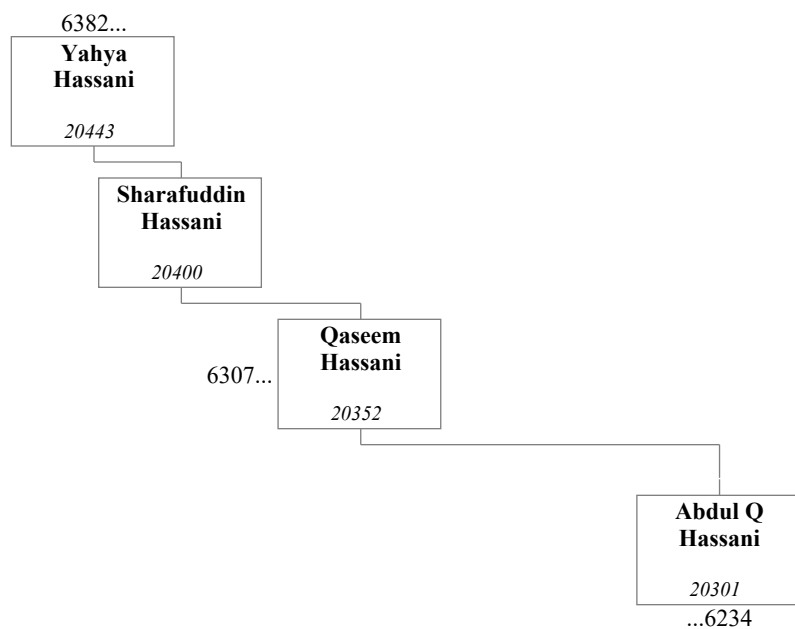 6382...
Yahya
Hassani
20443
Sharafuddin
Hassani
20400
Qaseem
Hassani
6307...
20352
Abdul Q
Hassani
20301
...6234